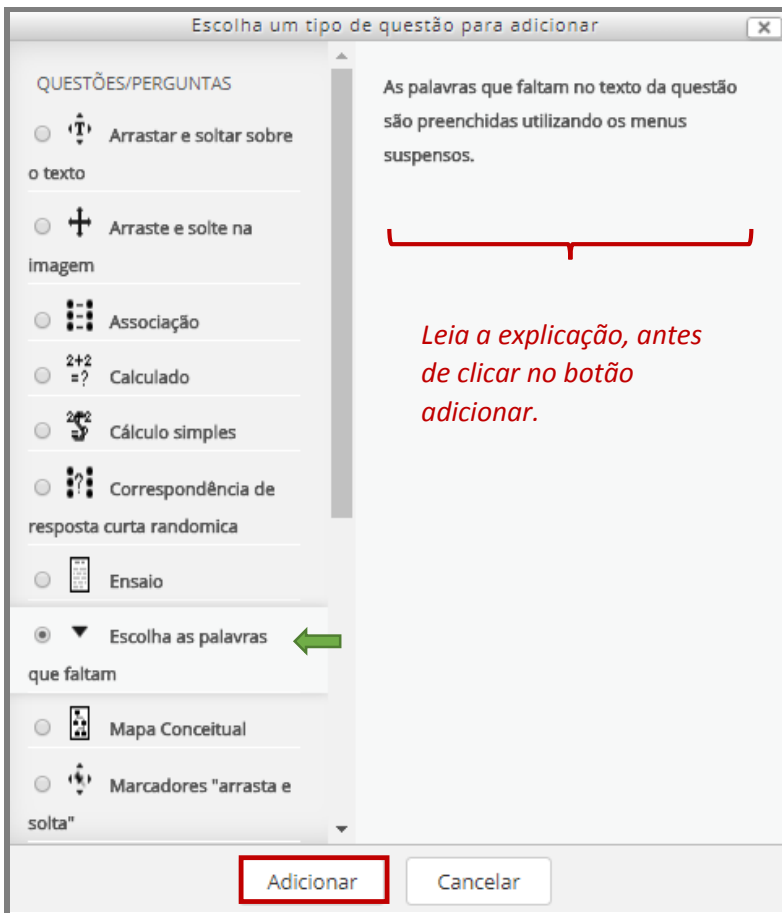 Escolha um tipo de questão para adicionar
QUESTÕES/PERGUNTAS
Arrastar e soltar sobre
o texto
Arraste e solte na
imagem
Associação
2+2
=?
Calculado
2+2
=?
Cálculo simples
?
Correspondência de
resposta curta randomica
Ensaio
Escolha as palavras
que faltam
Mapa Conceitual
Marcadores "arrasta e
solta"
As palavras que faltam no texto da questão
são preenchidas utilizando os menus
suspensos.
Leia a explicação, antes
de clicar no botão
adicionar.
Adicionar
Cancelar